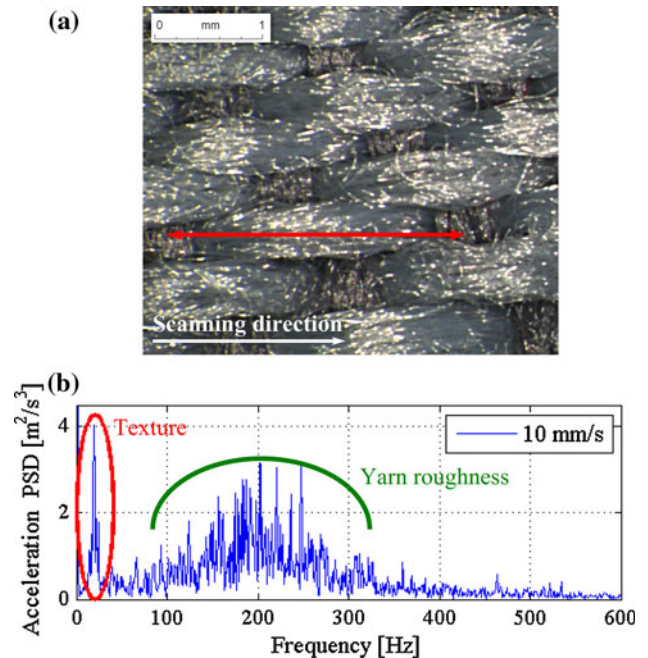 (a)
0 mm 1
Scanning direction
(b)
Acceleration PSD [m²/s³]
4
2
0
Texture
10 mm/s
Yarn roughness
0 100 200 300 400 500 600
Frequency [Hz]